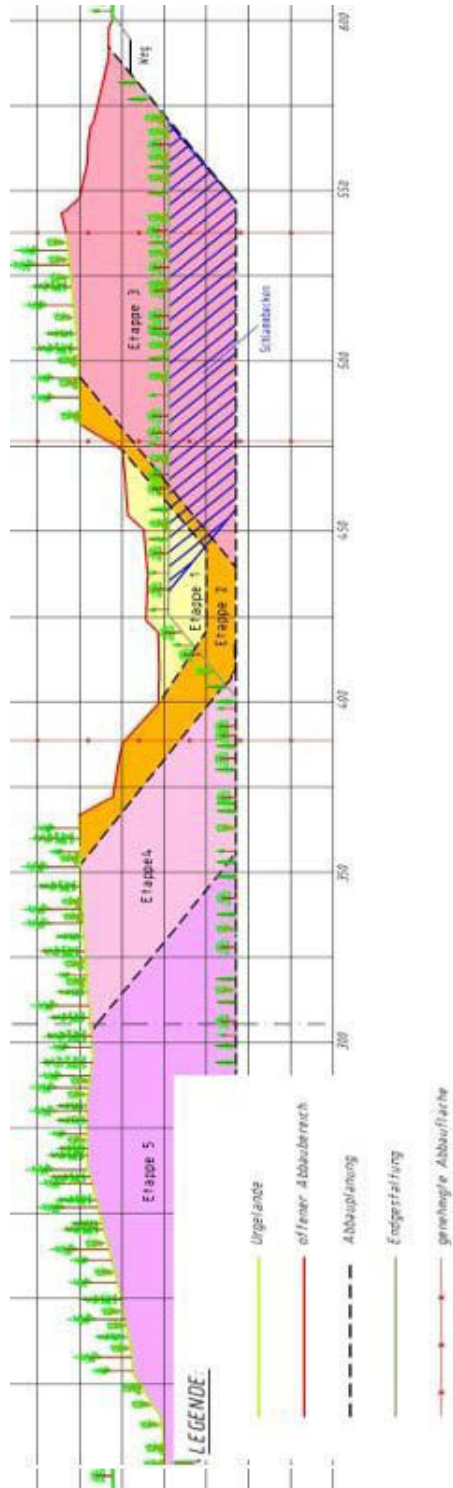 Etappe 5
Etappe4
Etappe 1
Etappe 2
Etappe 3
Schlammbecken
Weg
300
350
400
450
500
550
600
LEGENDE:
Urgelände
offener Abbaubereich
Abbauplanung
Endgestaltung
genehmigte Abbaufläche